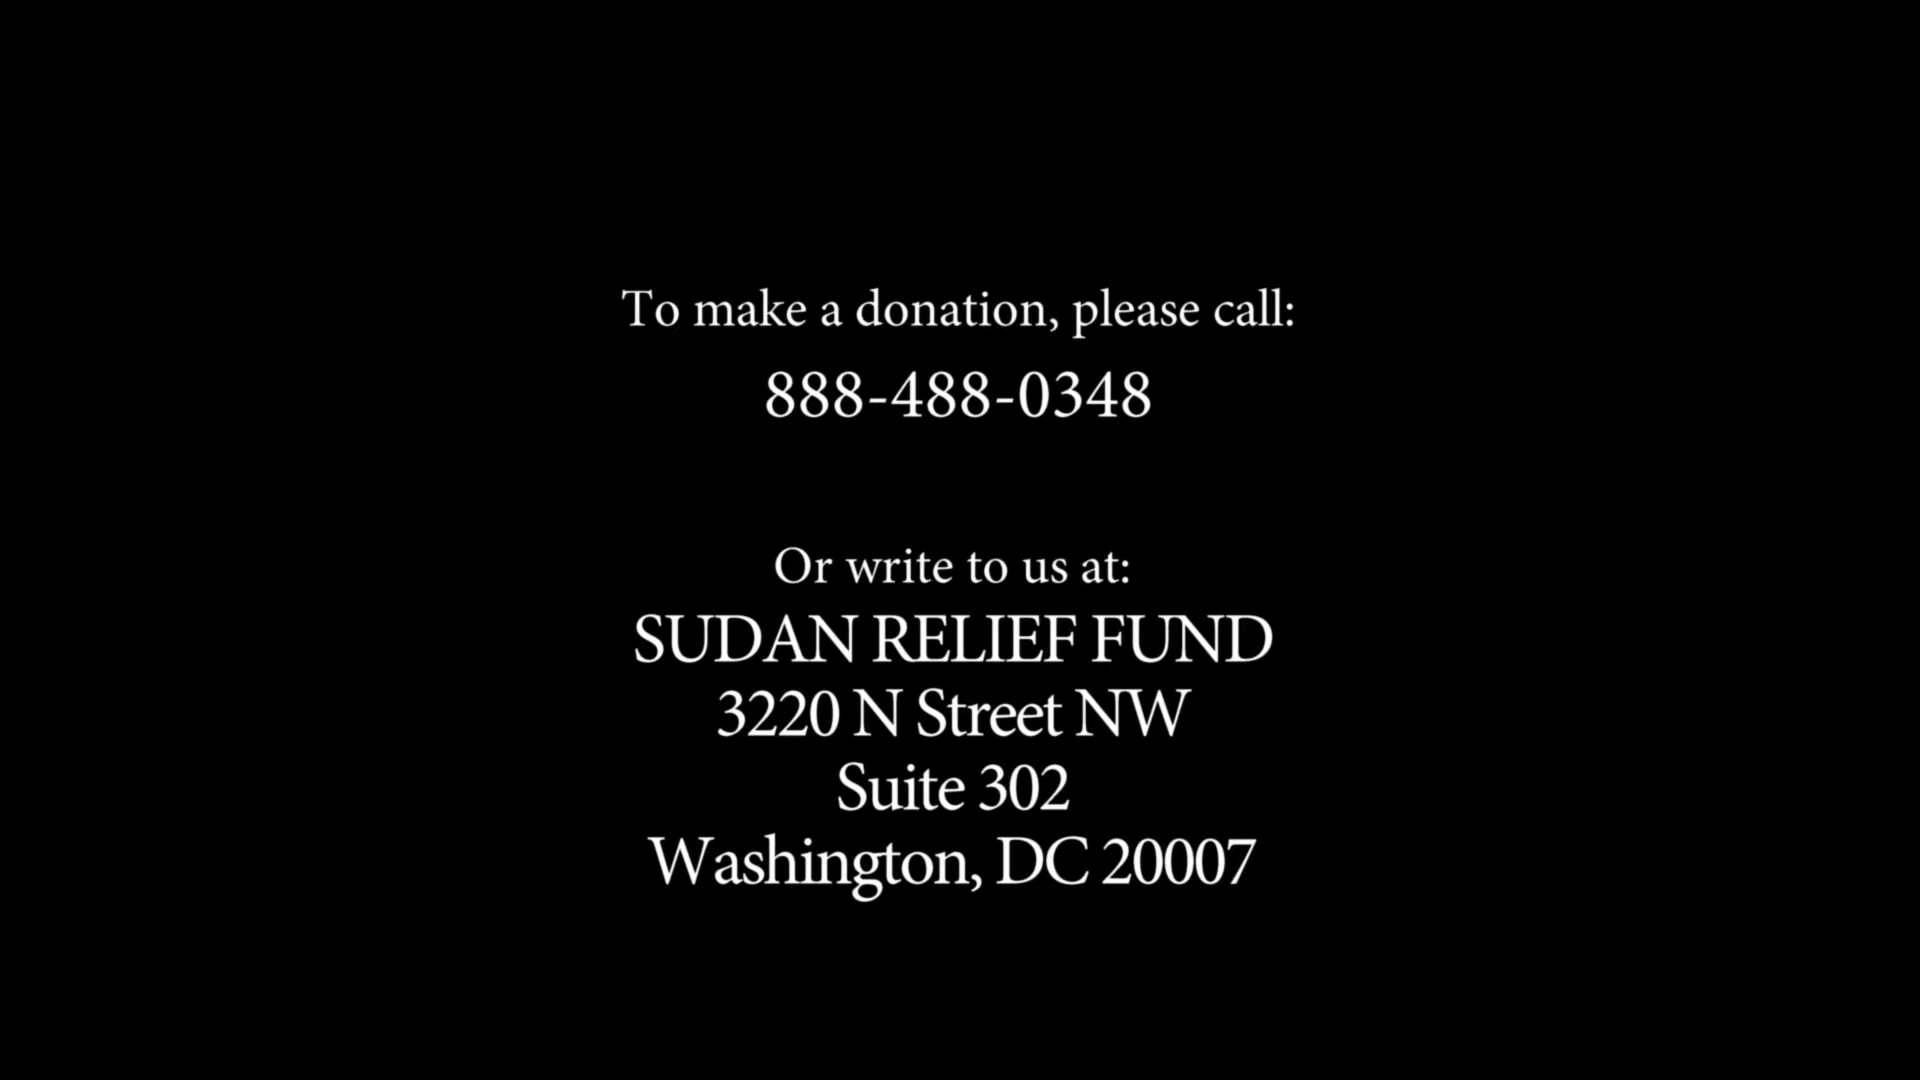 To make a donation, please call:
888-488-0348
Or write to us at:
SUDAN RELIEF FUND
3220 N Street NW
Suite 302
Washington, DC 20007